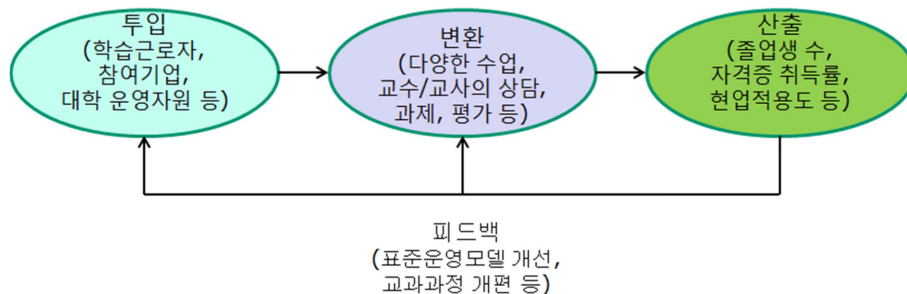 투입
(학습근로자,
참여기업,
대학 운영자원 등)
변환
(다양한 수업,
교수/교사의 상담,
과제, 평가 등)
산출
(졸업생 수,
자격증 취득률,
현업적용도 등)
피드백
(표준운영모델 개선,
교과과정 개편 등)